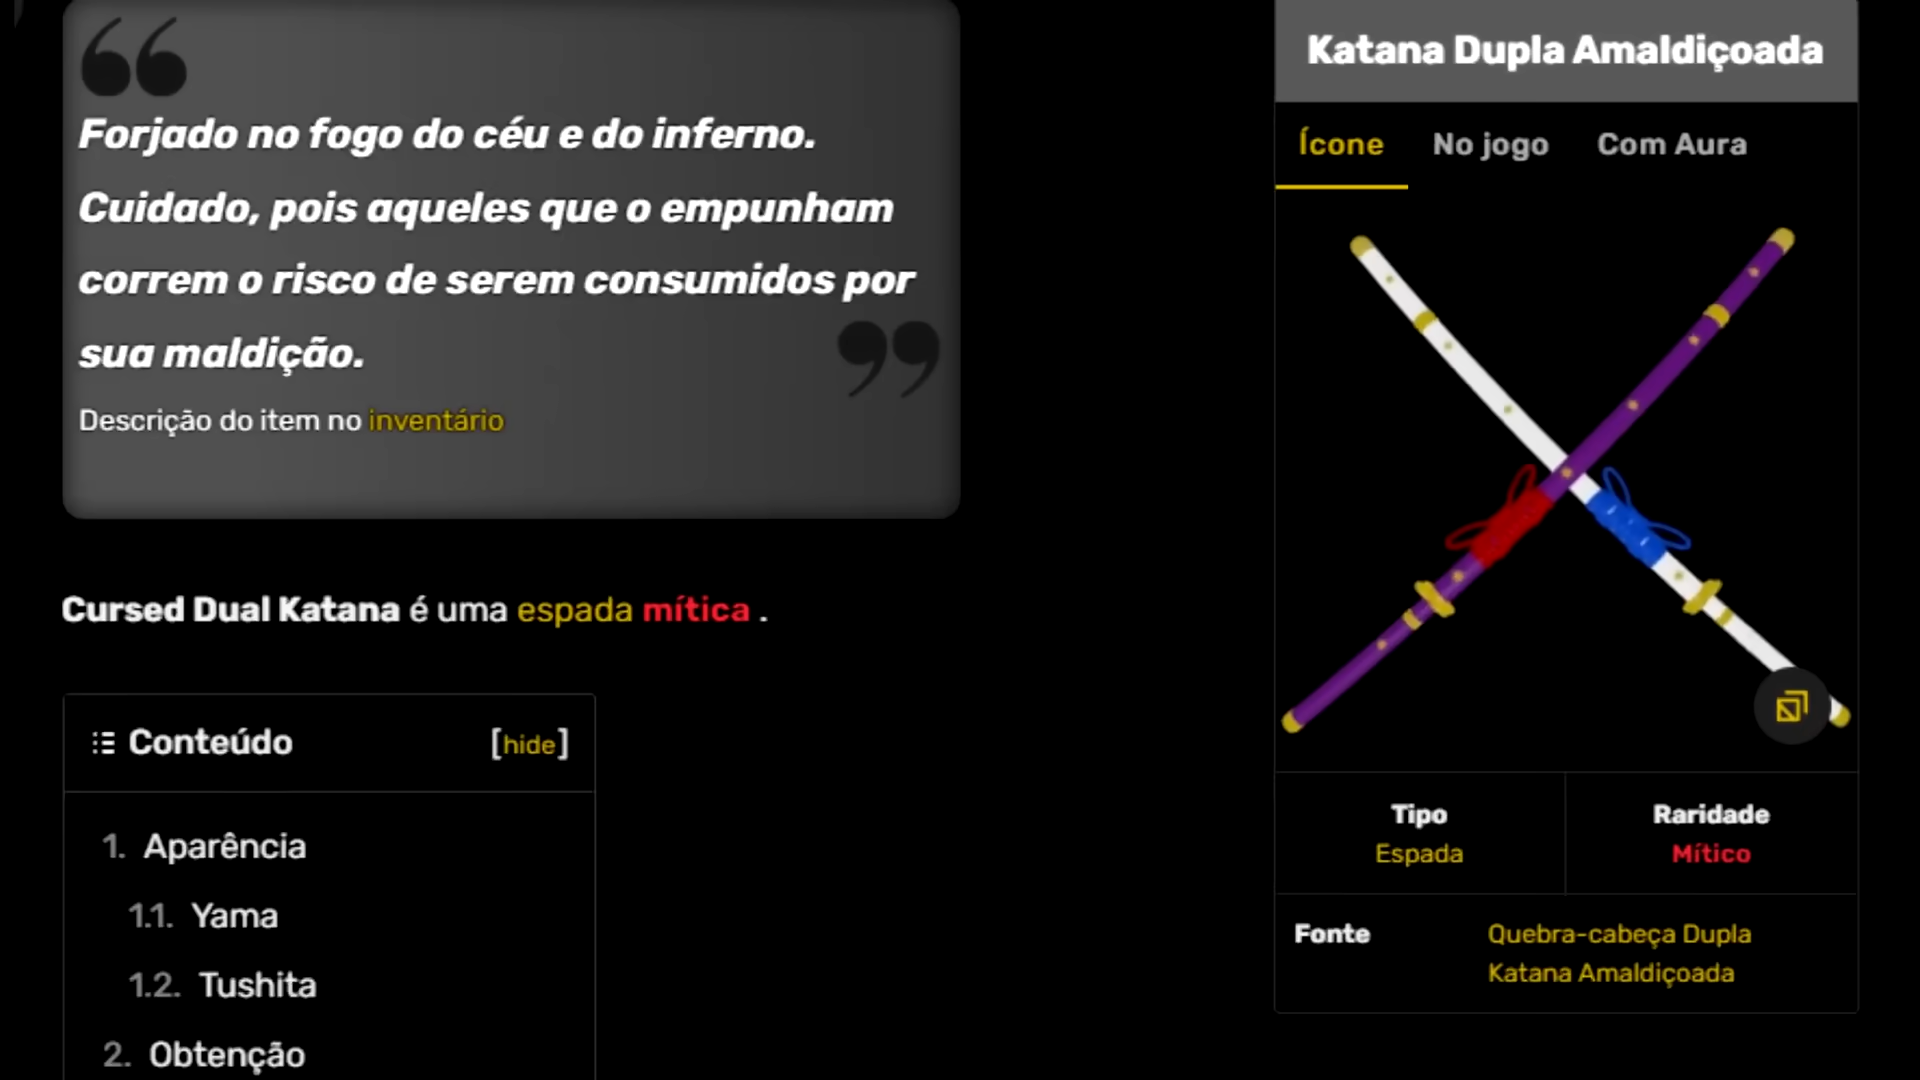 Forjado no fogo do céu e do inferno.
Cuidado, pois aqueles que o empunham
correm o risco de serem consumidos por
sua maldição.
Descrição do item no inventário
Cursed Dual Katana é uma espada mítica .
Conteúdo [hide]
1. Aparência
1.1. Yama
1.2. Tushita
2. Obtenção
Katana Dupla Amaldiçoada
Ícone No jogo Com Aura
Tipo Raridade
Espada Mítico
Fonte Quebra-cabeça Dupla
Katana Amaldiçoada